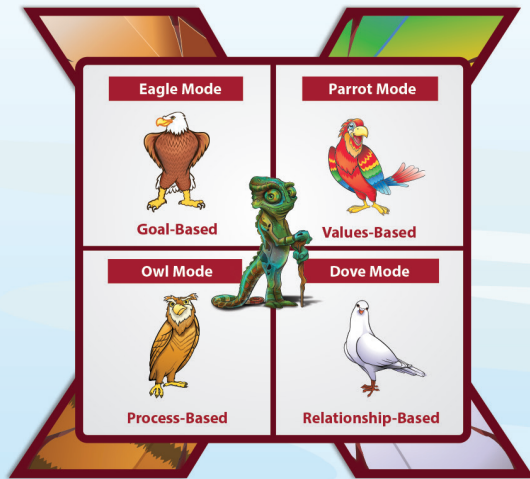 Eagle Mode
Parrot Mode
Goal-Based
Values-Based
Owl Mode
Dove Mode
Process-Based
Relationship-Based